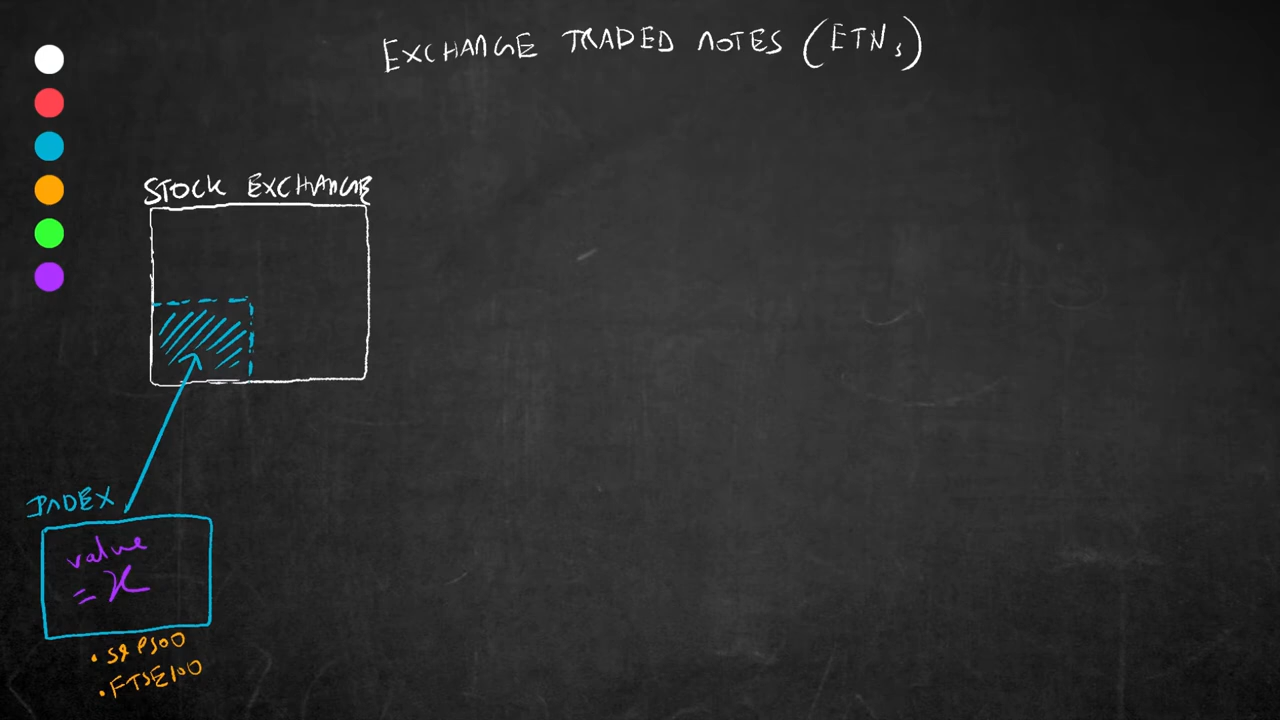 EXCHANGE TRADED NOTES (ETNs)
STOCK EXCHANGE
INDEX
value
= x
• S&P500
• FTSE100